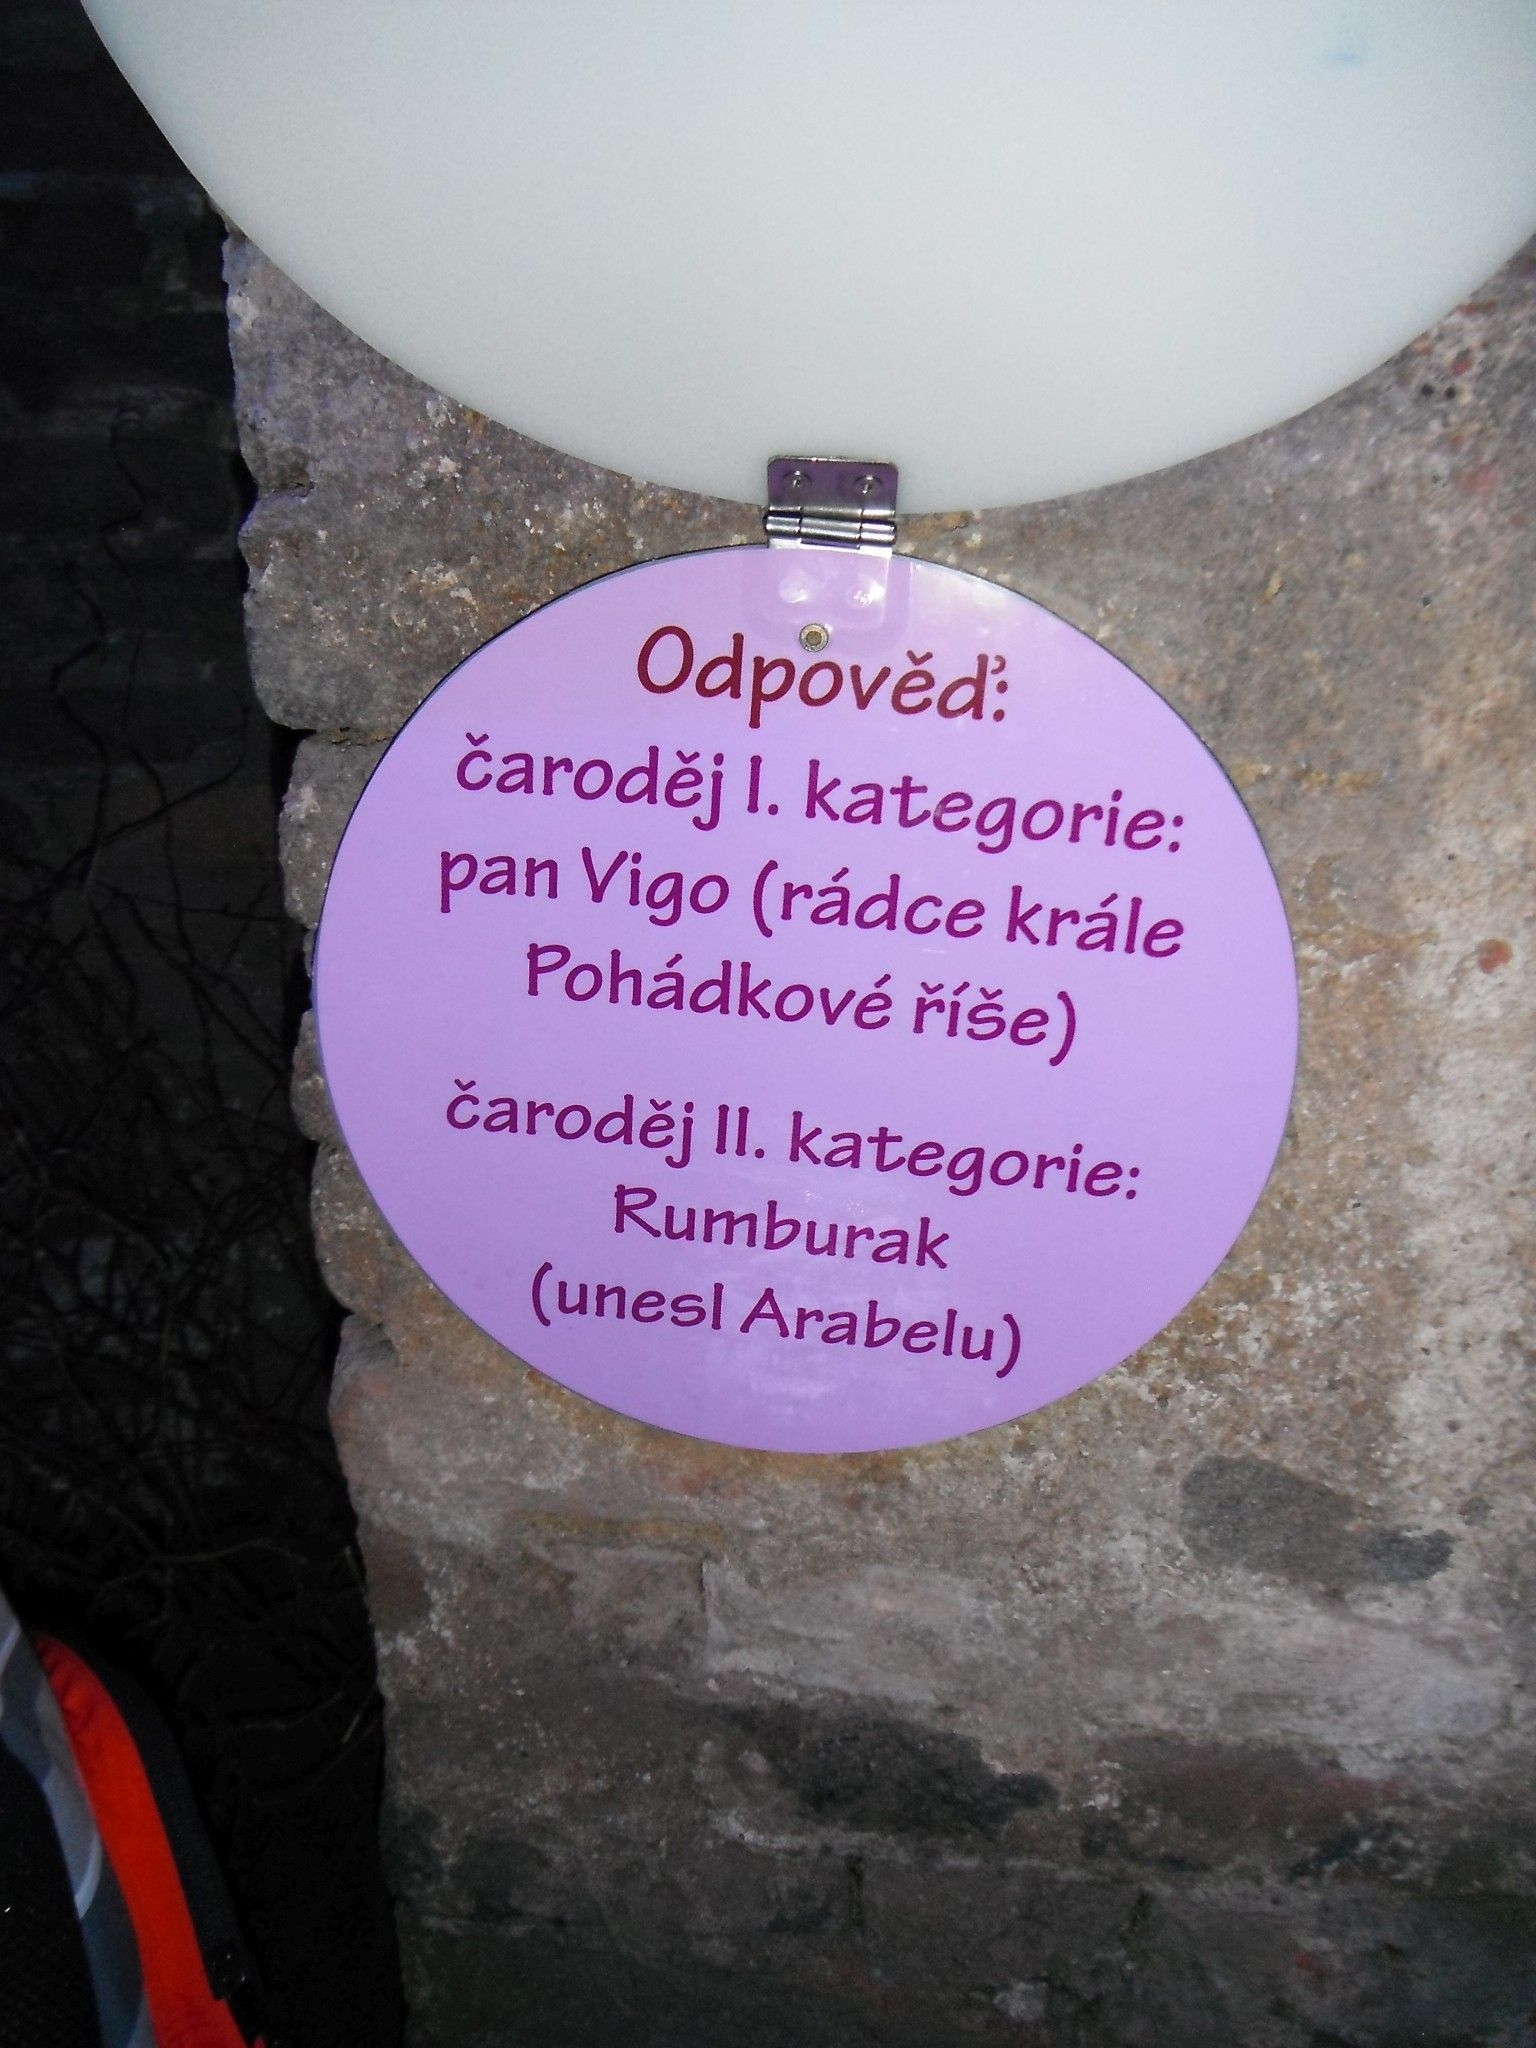 Odpověď:
čaroděj I. kategorie:
pan Vigo (rádce krále
Pohádkové říše)
čaroděj II. kategorie:
Rumburak
(unesl Arabelu)